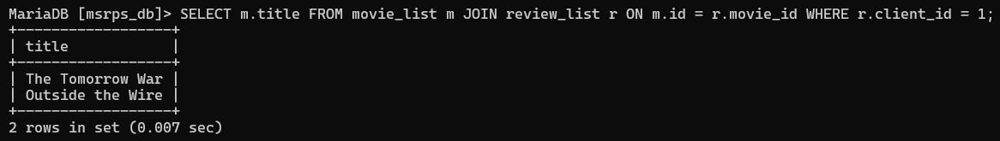 MariaDB [msrps_db]> SELECT m.title FROM movie_list m JOIN review_list r ON m.id = r.movie_id WHERE r.client_id = 1;
+------------------+
| title            |
+------------------+
| The Tomorrow War |
| Outside the Wire |
+------------------+
2 rows in set (0.007 sec)